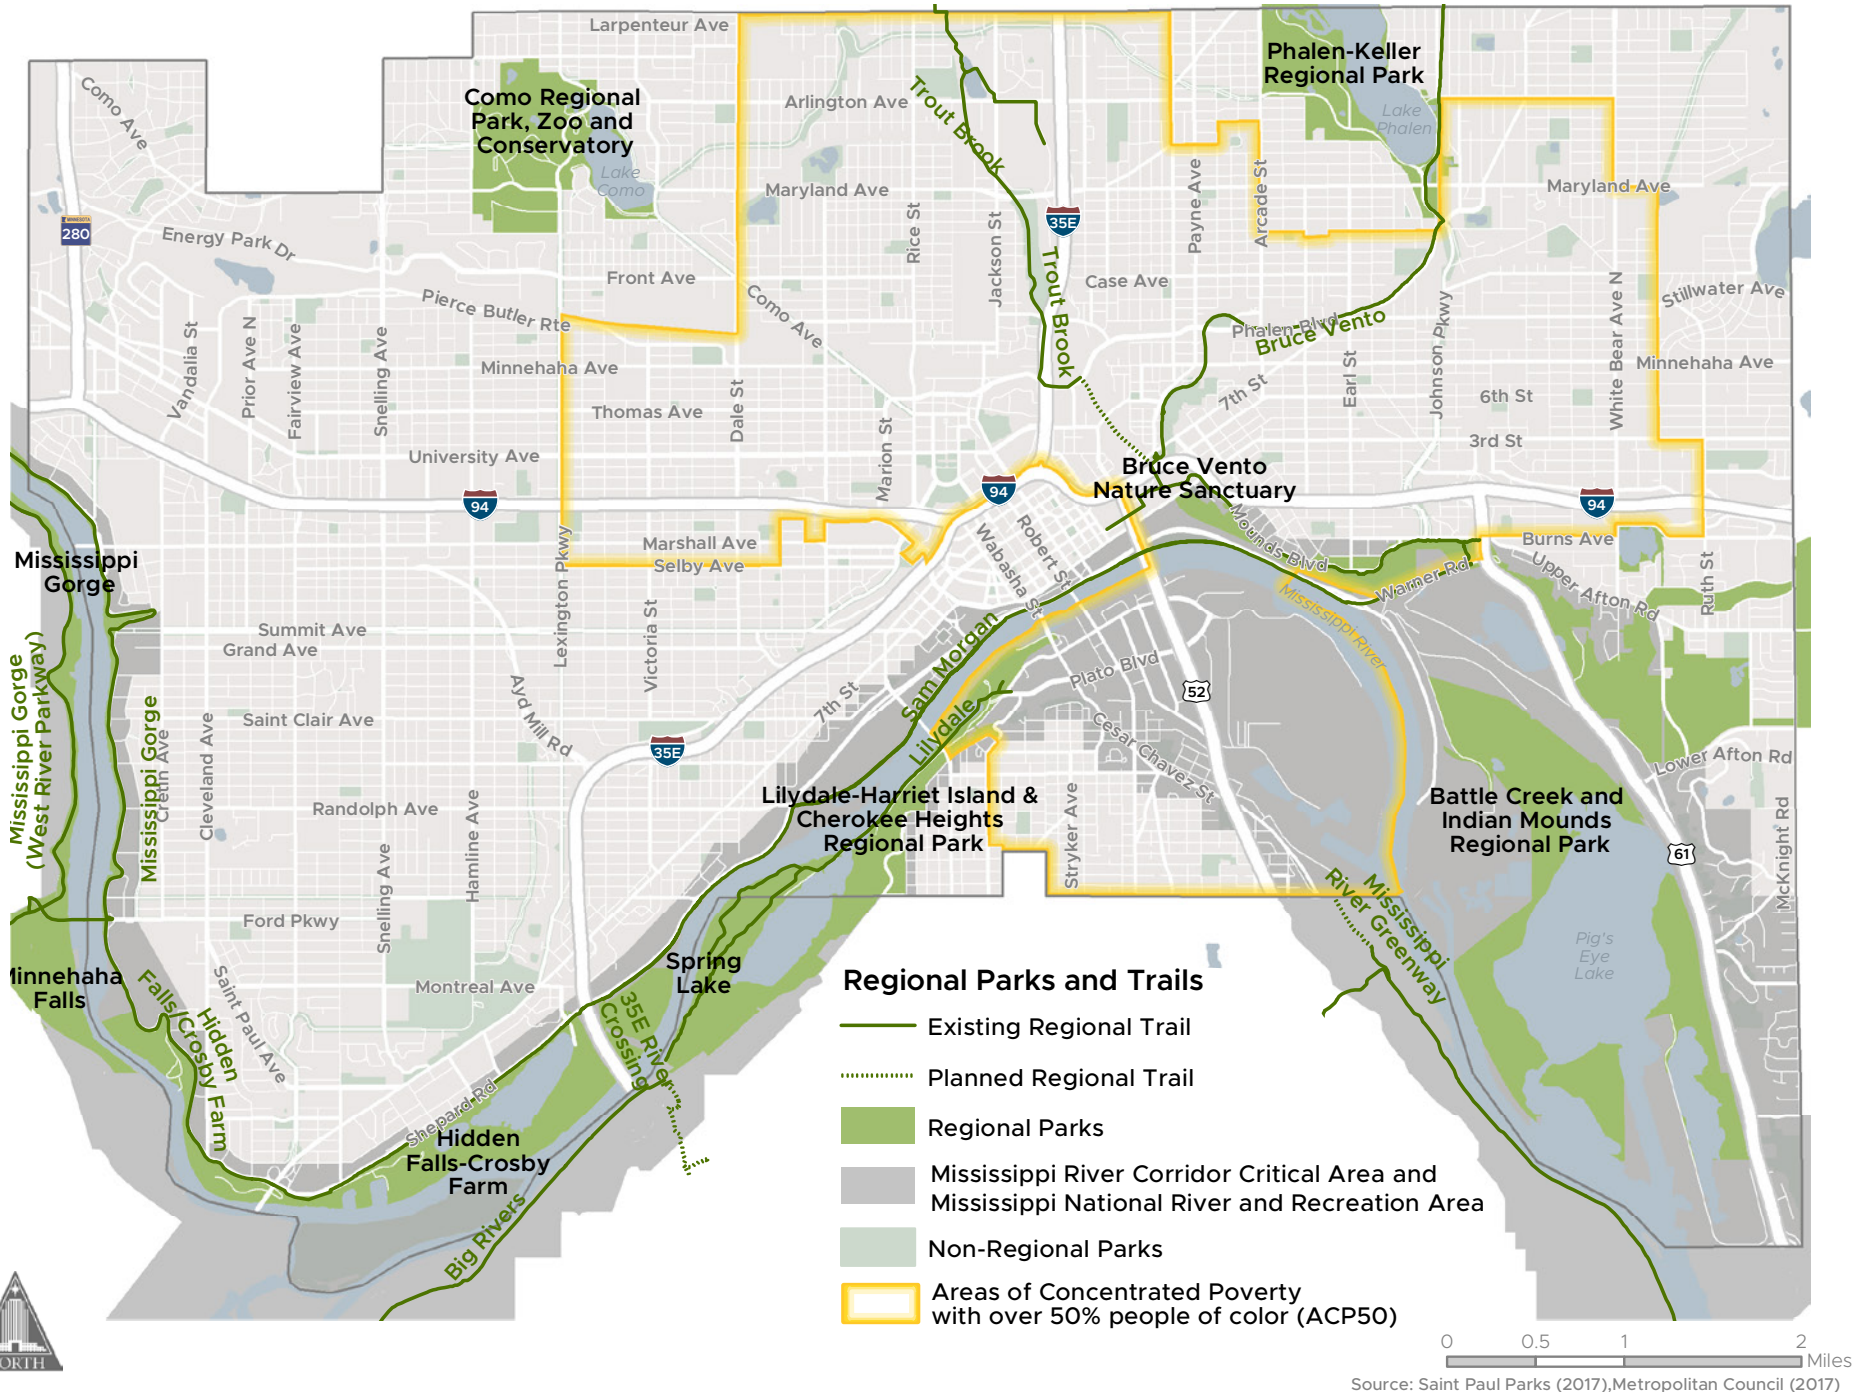 Larpenteur Ave
Como Ave
Como Regional
Park, Zoo and
Conservatory
Lake
Como
Arlington Ave
Trout Brook
Phalen-Keller
Regional Park
Lake
Phalen
Maryland Ave
Maryland Ave
MINNESOTA
280
Energy Park Dr
Rice St
Jackson St
35E
Payne Ave
Arcade St
Front Ave
Case Ave
Trout Brook
Pierce Butler Rte
Como Ave
Phalen Blvd
Bruce Vento
Stillwater Ave
Vandalia St
Prior Ave N
Fairview Ave
Snelling Ave
Minnehaha Ave
Minnehaha Ave
Thomas Ave
Dale St
Marion St
7th St
Earl St
Johnson Pkwy
6th St
White Bear Ave N
3rd St
University Ave
94
94
94
Bruce Vento
Nature Sanctuary
Mounds Blvd
Robert St
Wabasha St
Marshall Ave
Selby Ave
Lexington Pkwy
Victoria St
Burns Ave
Upper Afton Rd
Ruth St
Warner Rd
Mississippi River
Mississippi
Gorge
Mississippi Gorge
(West River Parkway)
Mississippi Gorge
Summit Ave
Grand Ave
Ayd Mill Rd
Saint Clair Ave
Cretin Ave
Cleveland Ave
7th St
Sam Morgan
Lilydale
Plato Blvd
52
Cesar Chavez St
35E
Lower Afton Rd
Randolph Ave
Hamline Ave
Snelling Ave
Lilydale-Harriet Island &
Cherokee Heights
Regional Park
Stryker Ave
Battle Creek and
Indian Mounds
Regional Park
61
McKnight Rd
Ford Pkwy
Mississippi
River Greenway
Pig's
Eye
Lake
Minnehaha
Falls
Hidden
Falls/Crosby Farm
Saint Paul Ave
Montreal Ave
Spring
Lake
35E River
Crossing
Shepard Rd
Hidden
Falls-Crosby
Farm
Big Rivers
Regional Parks and Trails
Existing Regional Trail
Planned Regional Trail
Regional Parks
Mississippi River Corridor Critical Area and
Mississippi National River and Recreation Area
Non-Regional Parks
Areas of Concentrated Poverty
with over 50% people of color (ACP50)
ORTH
0 0.5 1 2
Miles
Source: Saint Paul Parks (2017),Metropolitan Council (2017)